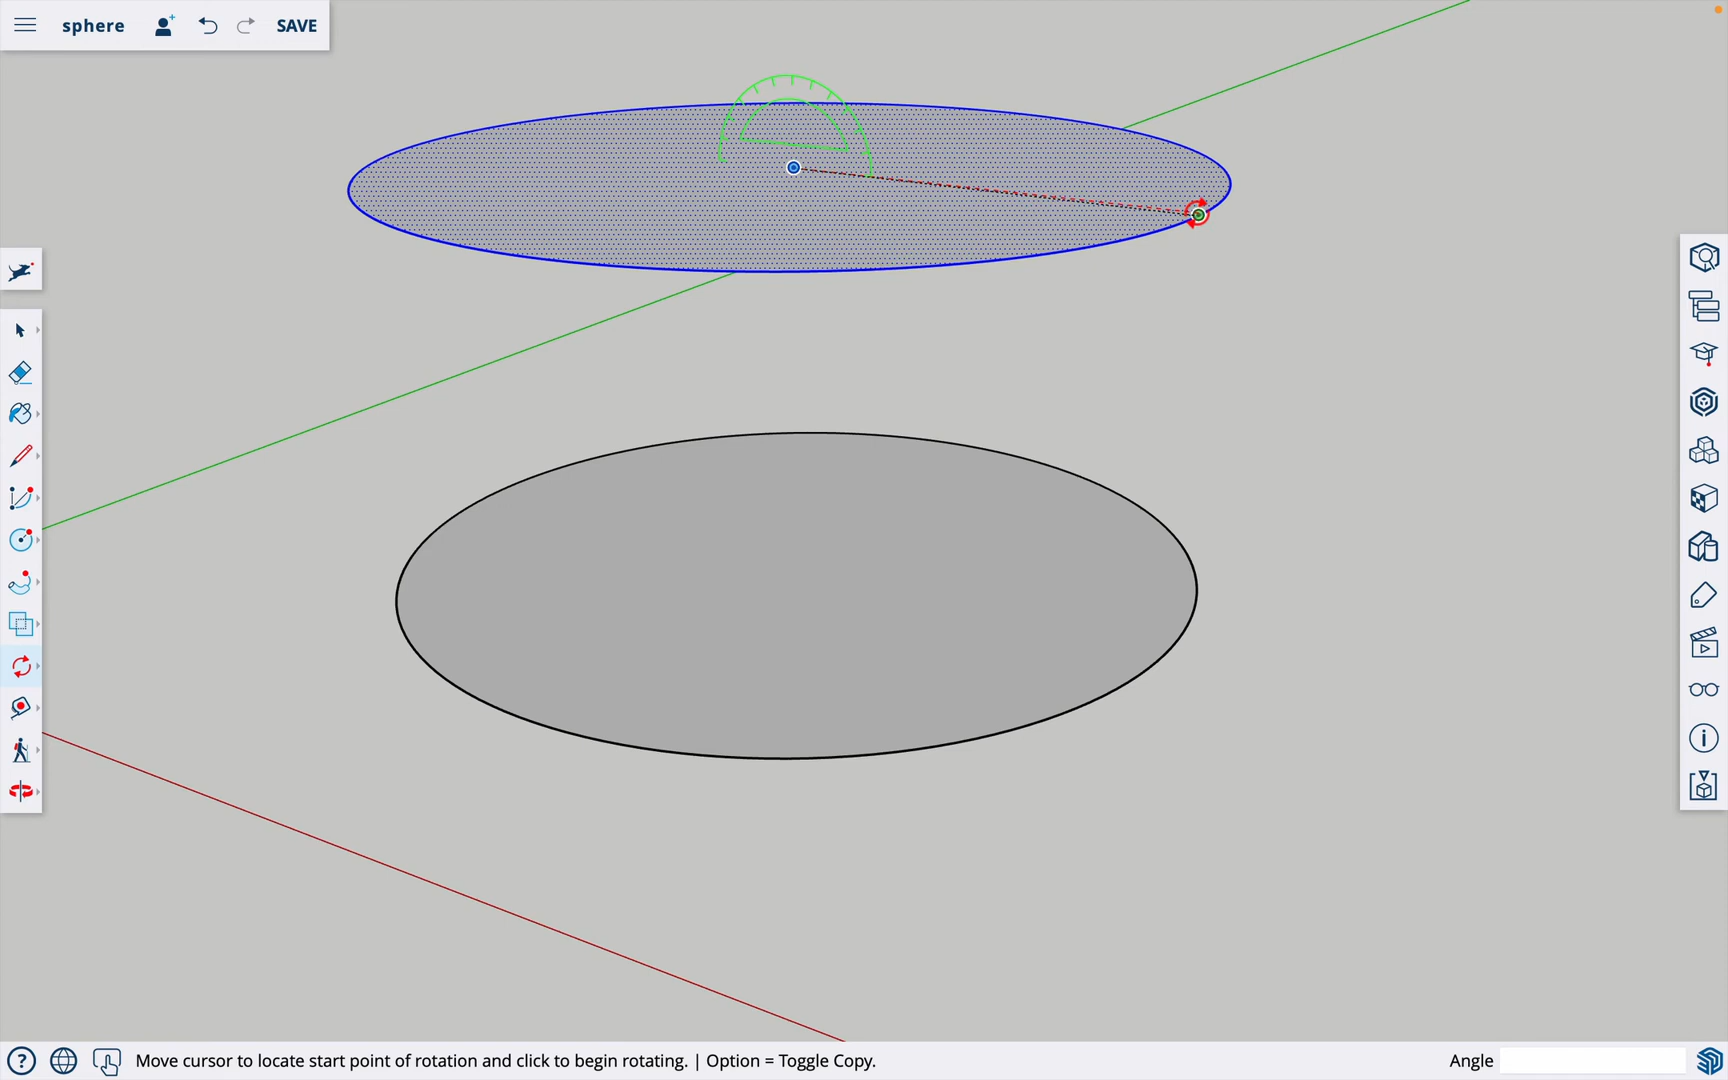 sphere
SAVE
Move cursor to locate start point of rotation and click to begin rotating. | Option = Toggle Copy.
Angle